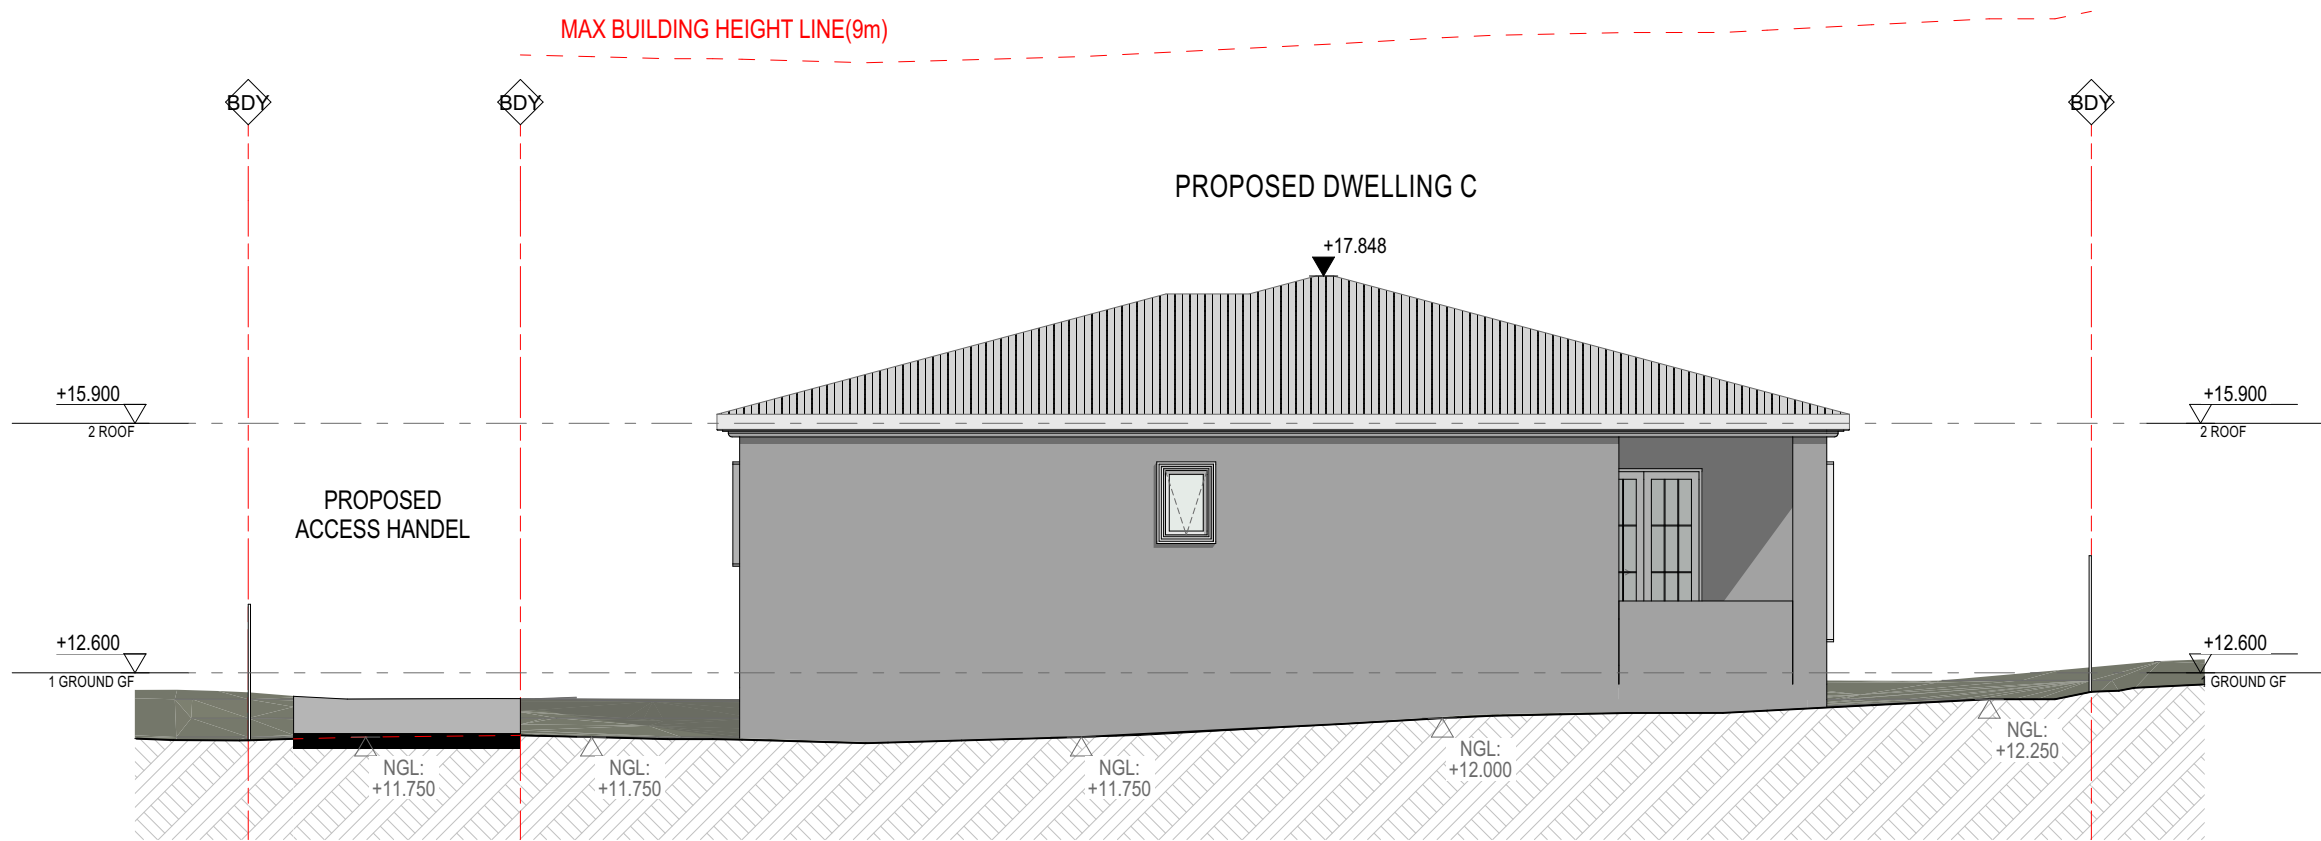 MAX BUILDING HEIGHT LINE(9m)
BDY
BDY
BDY
PROPOSED DWELLING C
+17.848
+15.900
2 ROOF
+15.900
2 ROOF
PROPOSED
ACCESS HANDEL
+12.600
1 GROUND GF
+12.600
GROUND GF
NGL:
+11.750
NGL:
+11.750
NGL:
+11.750
NGL:
+12.000
NGL:
+12.250